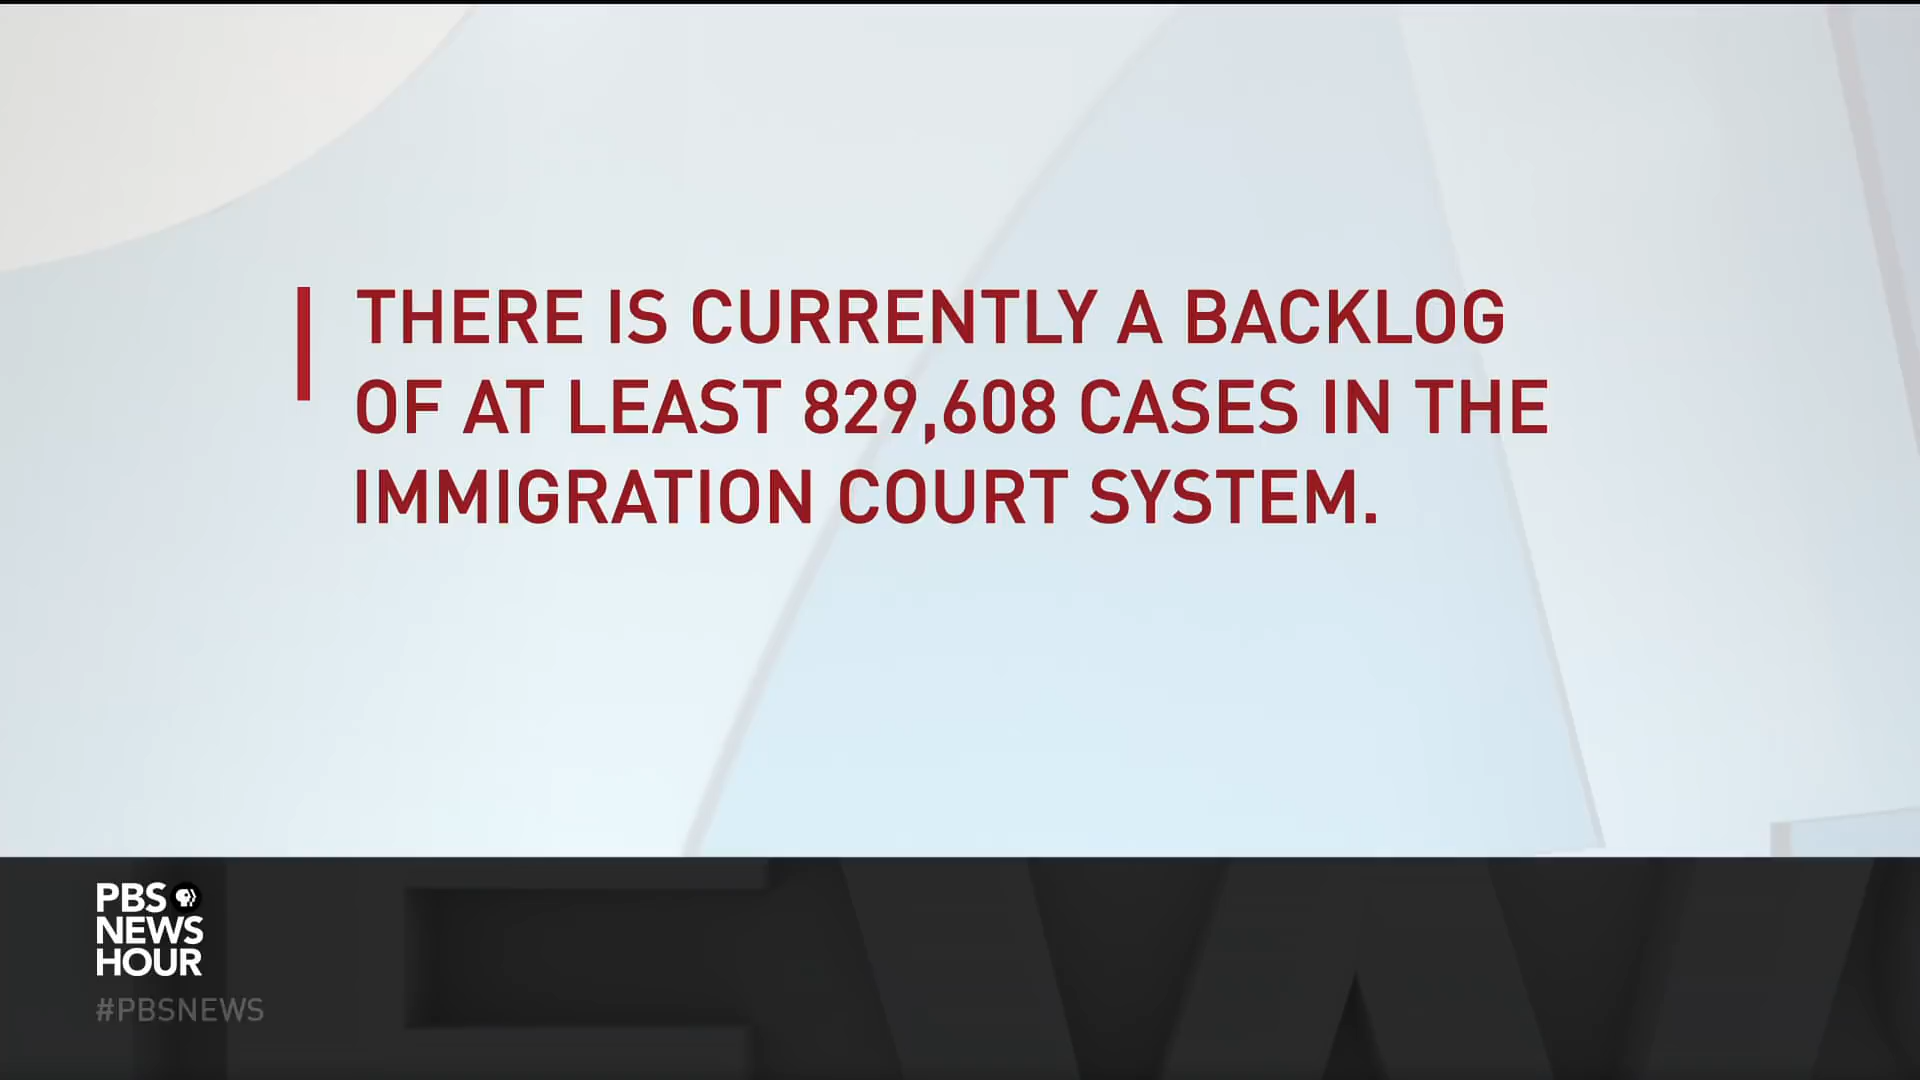 THERE IS CURRENTLY A BACKLOG
OF AT LEAST 829,608 CASES IN THE
IMMIGRATION COURT SYSTEM.
PBS
NEWS
HOUR
#PBSNEWS